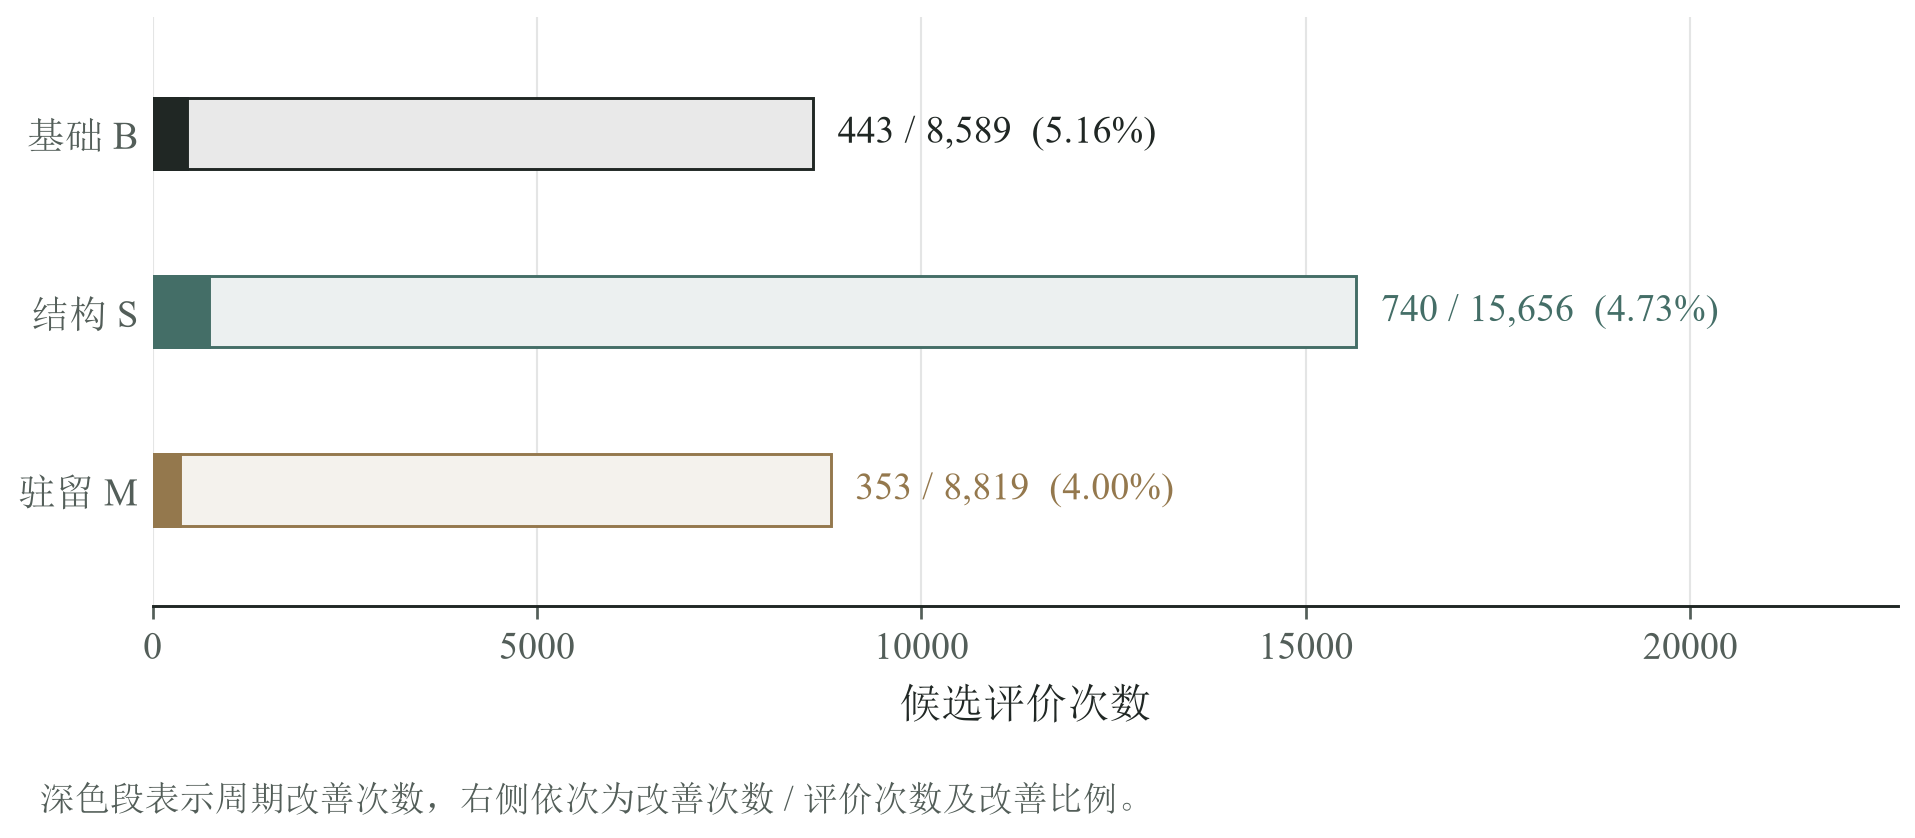 基础 B
443 / 8,589 (5.16%)
结构 S
740 / 15,656 (4.73%)
驻留 M
353 / 8,819 (4.00%)
0 5000 10000 15000 20000
候选评价次数
深色段表示周期改善次数，右侧依次为改善次数 / 评价次数及改善比例。